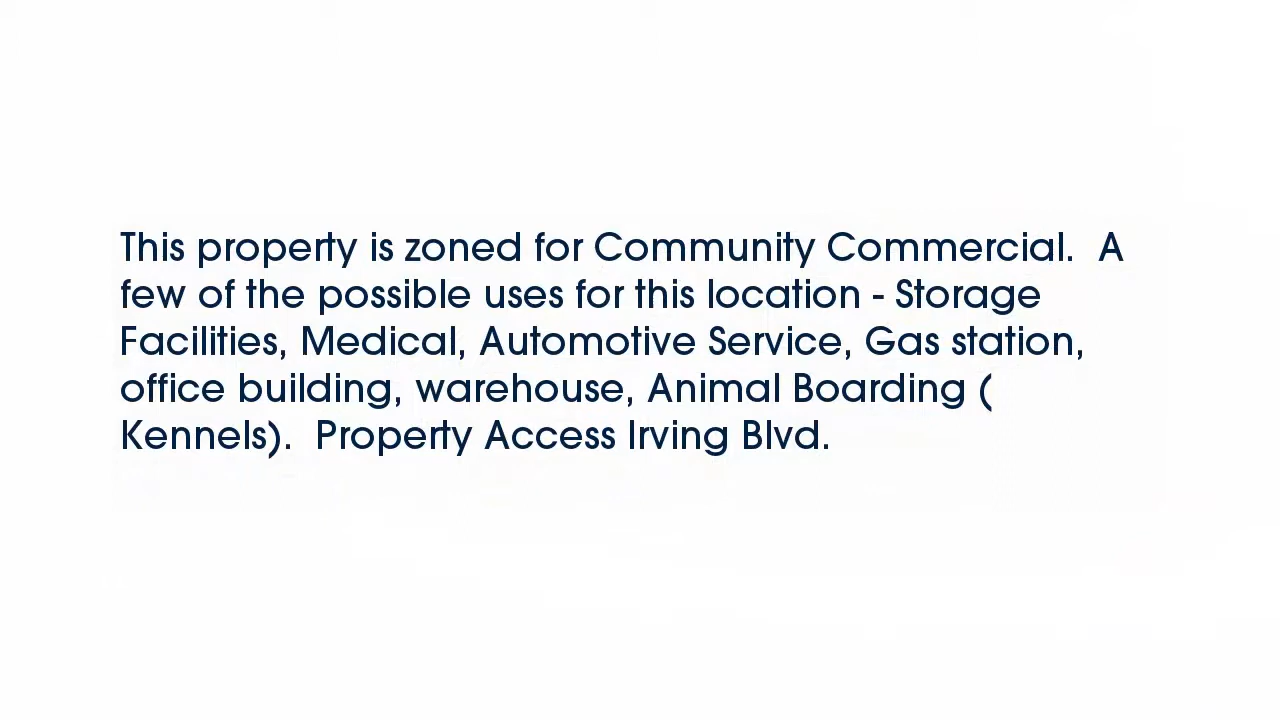 This property is zoned for Community Commercial.  A
few of the possible uses for this location - Storage
Facilities, Medical, Automotive Service, Gas station,
office building, warehouse, Animal Boarding (
Kennels).  Property Access Irving Blvd.